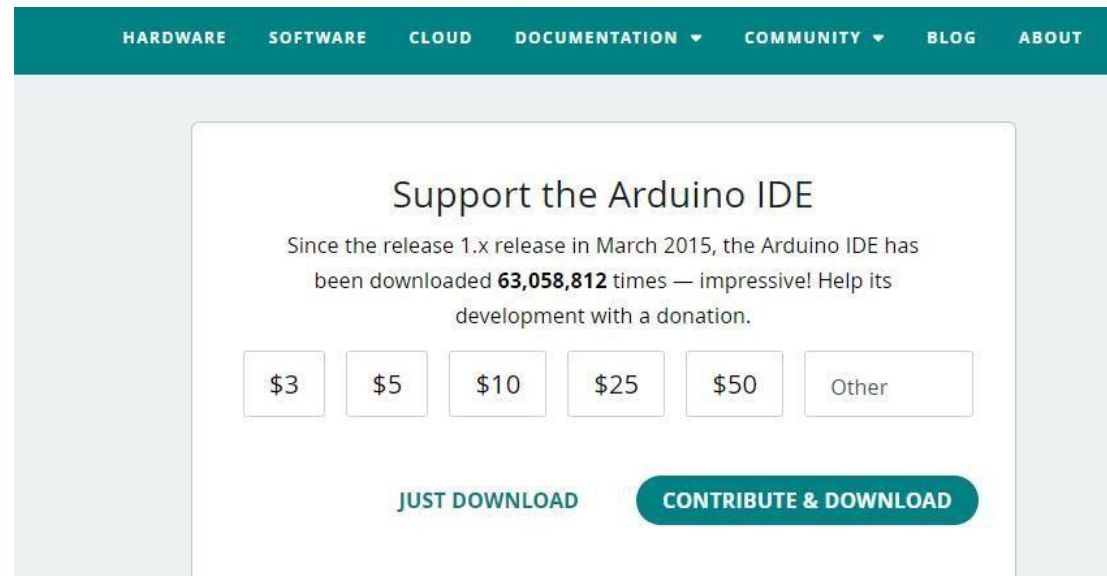 HARDWARE SOFTWARE CLOUD DOCUMENTATION COMMUNITY BLOG ABOUT
Support the Arduino IDE
Since the release 1.x release in March 2015, the Arduino IDE has
been downloaded 63,058,812 times — impressive! Help its
development with a donation.
$3 $5 $10 $25 $50 Other
JUST DOWNLOAD CONTRIBUTE & DOWNLOAD